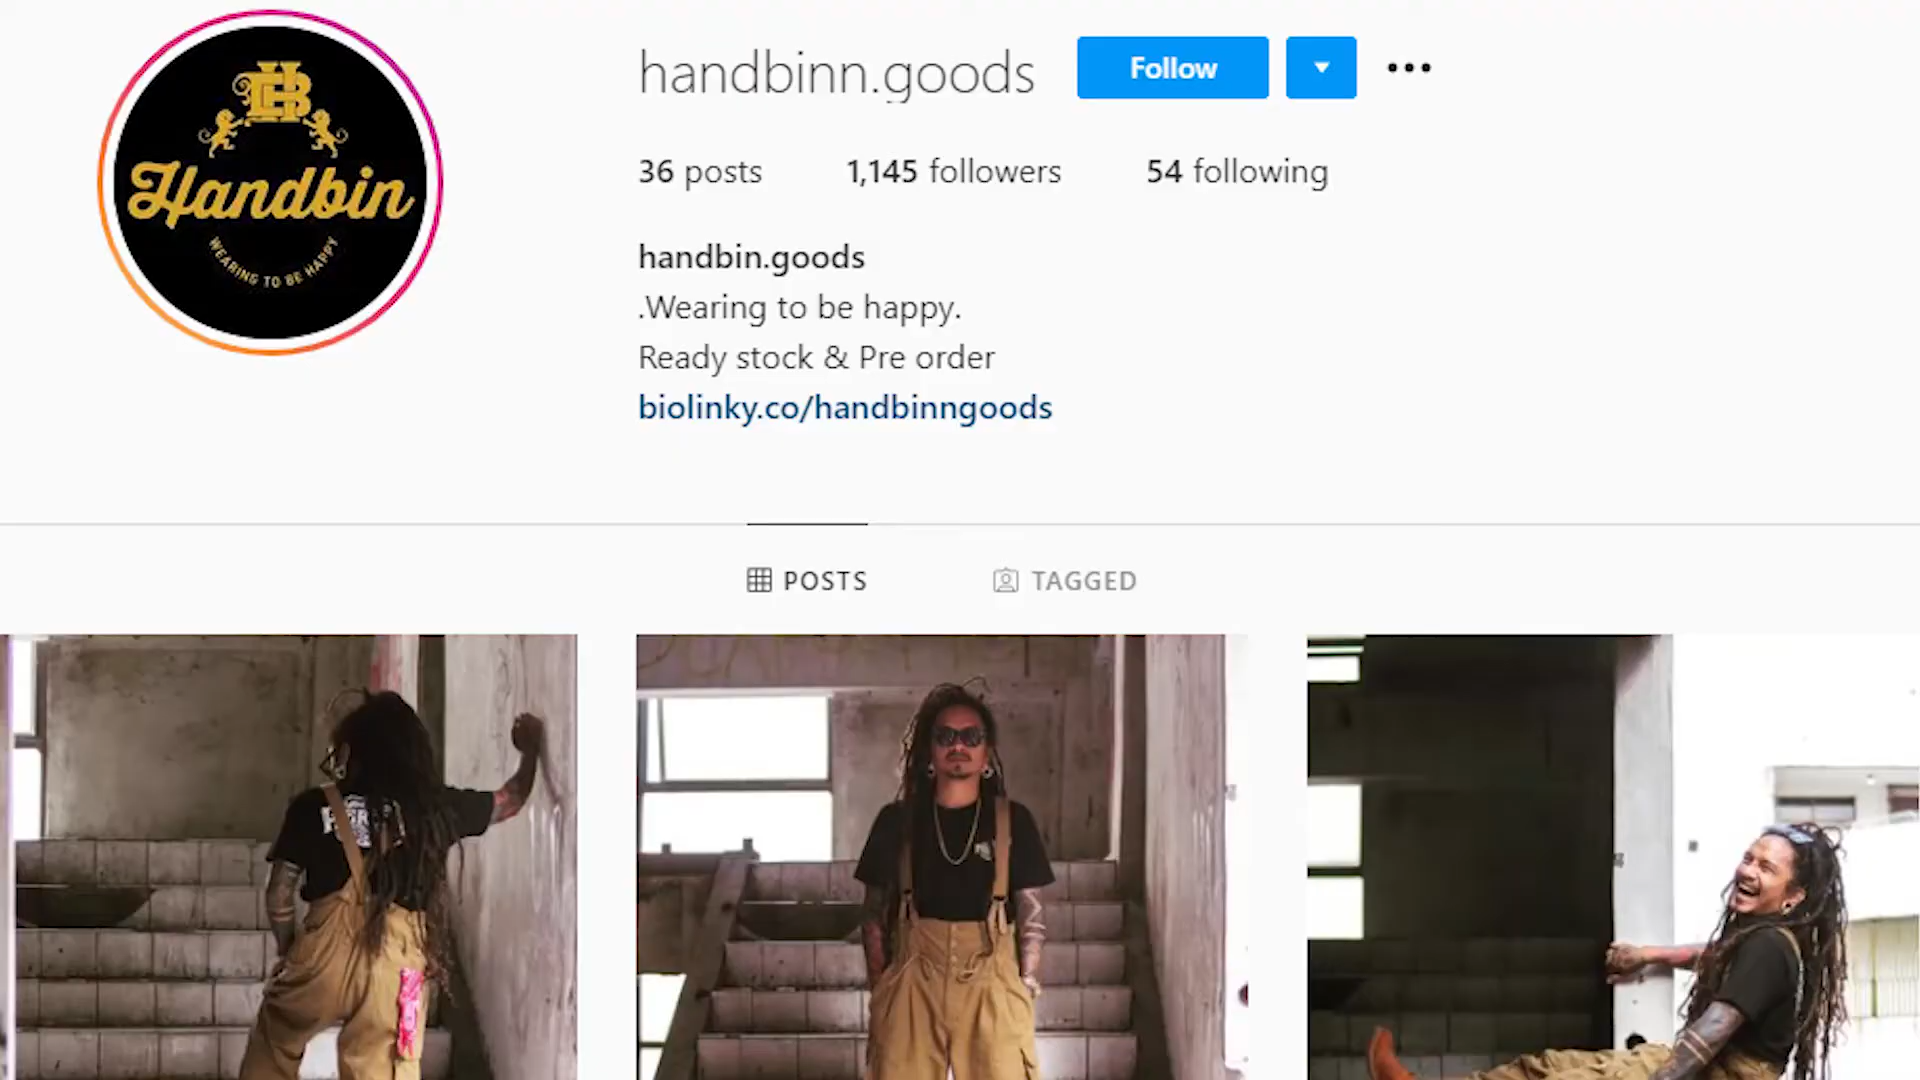 HB
Handbin
WEARING TO BE HAPPY
handbinn.goods
Follow
36 posts 1,145 followers 54 following
handbin.goods
.Wearing to be happy.
Ready stock & Pre order
biolinky.co/handbinngoods
POSTS TAGGED